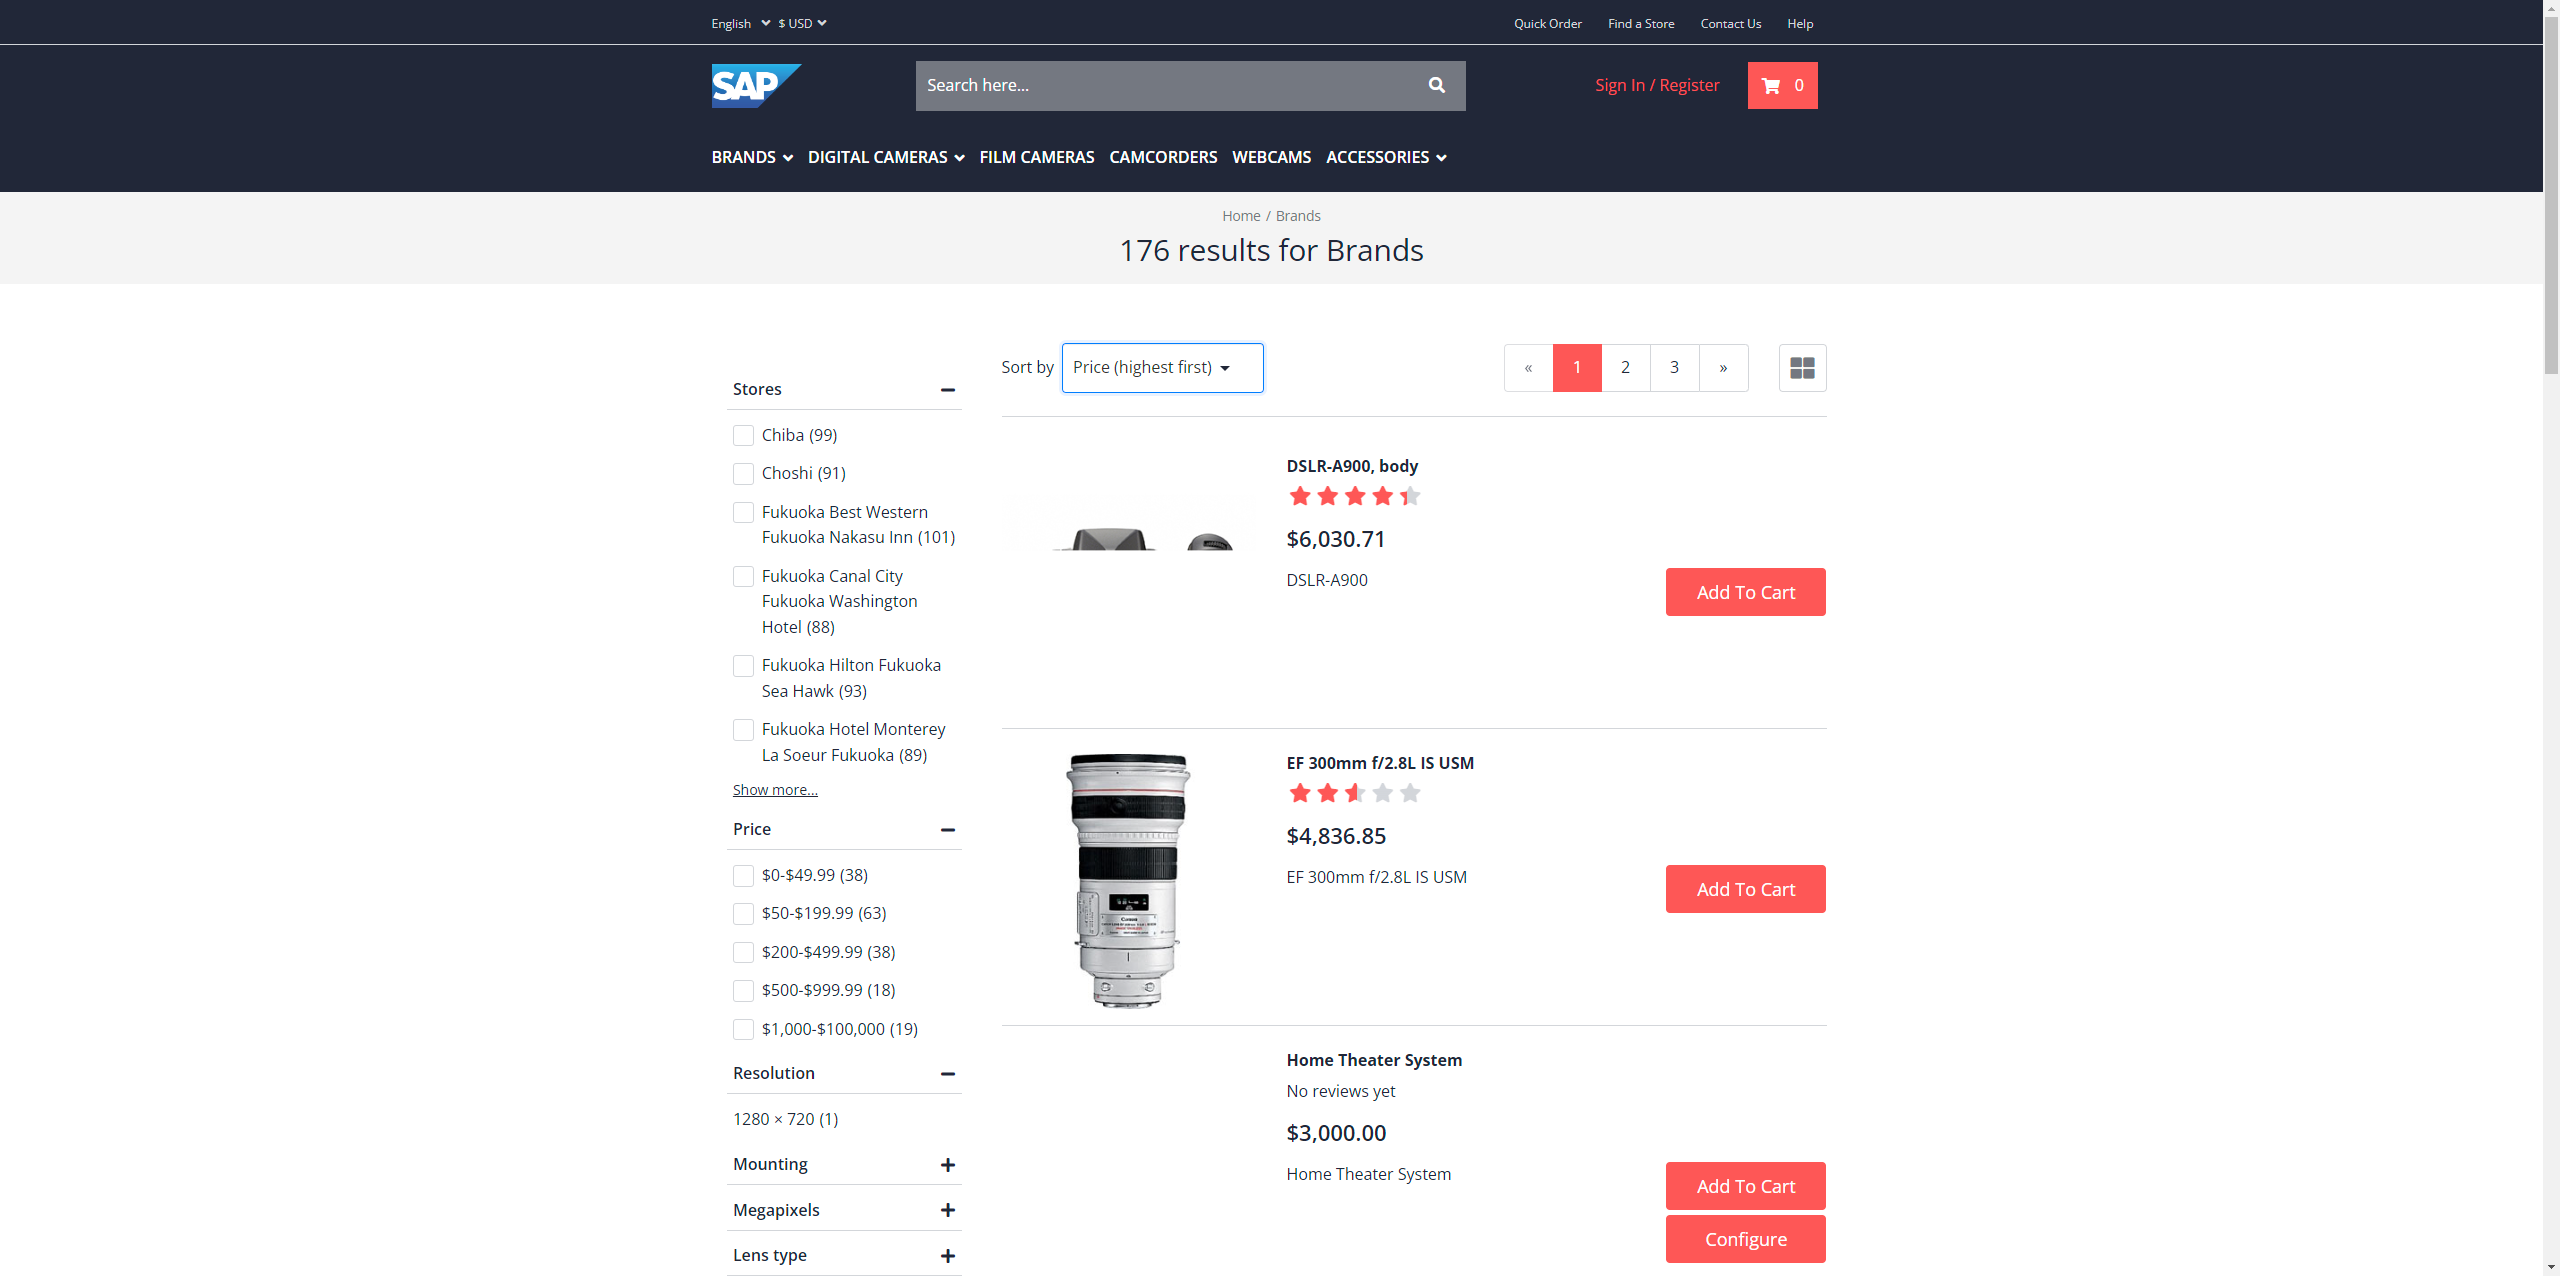 English
$ USD
Quick Order
Find a Store
Contact Us
Help
SAP
Search here...
Sign In / Register
0
BRANDS
DIGITAL CAMERAS
FILM CAMERAS
CAMCORDERS
WEBCAMS
ACCESSORIES
Home / Brands
176 results for Brands
Sort by
Price (highest first)
«
1
2
3
»
Stores
Chiba (99)
Choshi (91)
Fukuoka Best Western
Fukuoka Nakasu Inn (101)
Fukuoka Canal City
Fukuoka Washington
Hotel (88)
Fukuoka Hilton Fukuoka
Sea Hawk (93)
Fukuoka Hotel Monterey
La Soeur Fukuoka (89)
Show more...
Price
$0-$49.99 (38)
$50-$199.99 (63)
$200-$499.99 (38)
$500-$999.99 (18)
$1,000-$100,000 (19)
Resolution
1280 × 720 (1)
Mounting
Megapixels
Lens type
DSLR-A900, body
$6,030.71
DSLR-A900
Add To Cart
EF 300mm f/2.8L IS USM
$4,836.85
EF 300mm f/2.8L IS USM
Add To Cart
Home Theater System
No reviews yet
$3,000.00
Home Theater System
Add To Cart
Configure